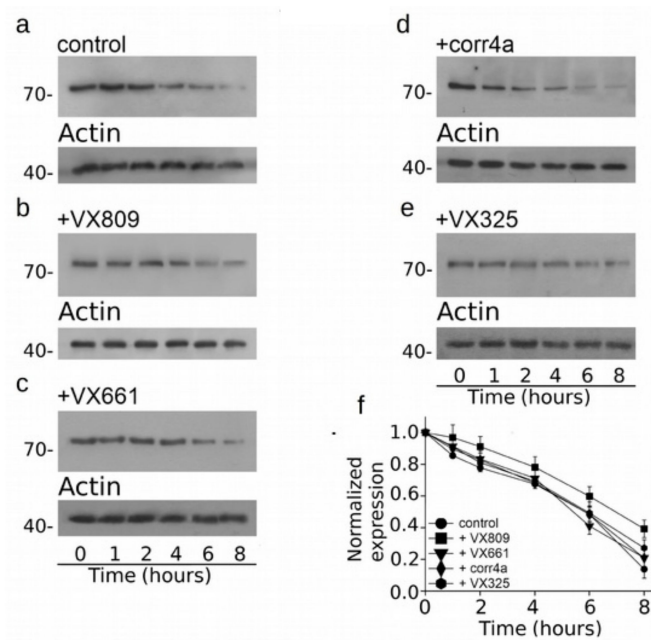 a
control
70-
Actin
40-
b
+VX809
70-
Actin
40-
c
+VX661
70-
Actin
40-
0 1 2 4 6 8
Time (hours)
d
+corr4a
70-
Actin
40-
e
+VX325
70-
Actin
40-
0 1 2 4 6 8
Time (hours)
f
Normalized
expression
1.0
0.8
0.6
0.4
0.2
0.0
control
+ VX809
+ VX661
+ corr4a
+ VX325
0 2 4 6 8
Time (hours)